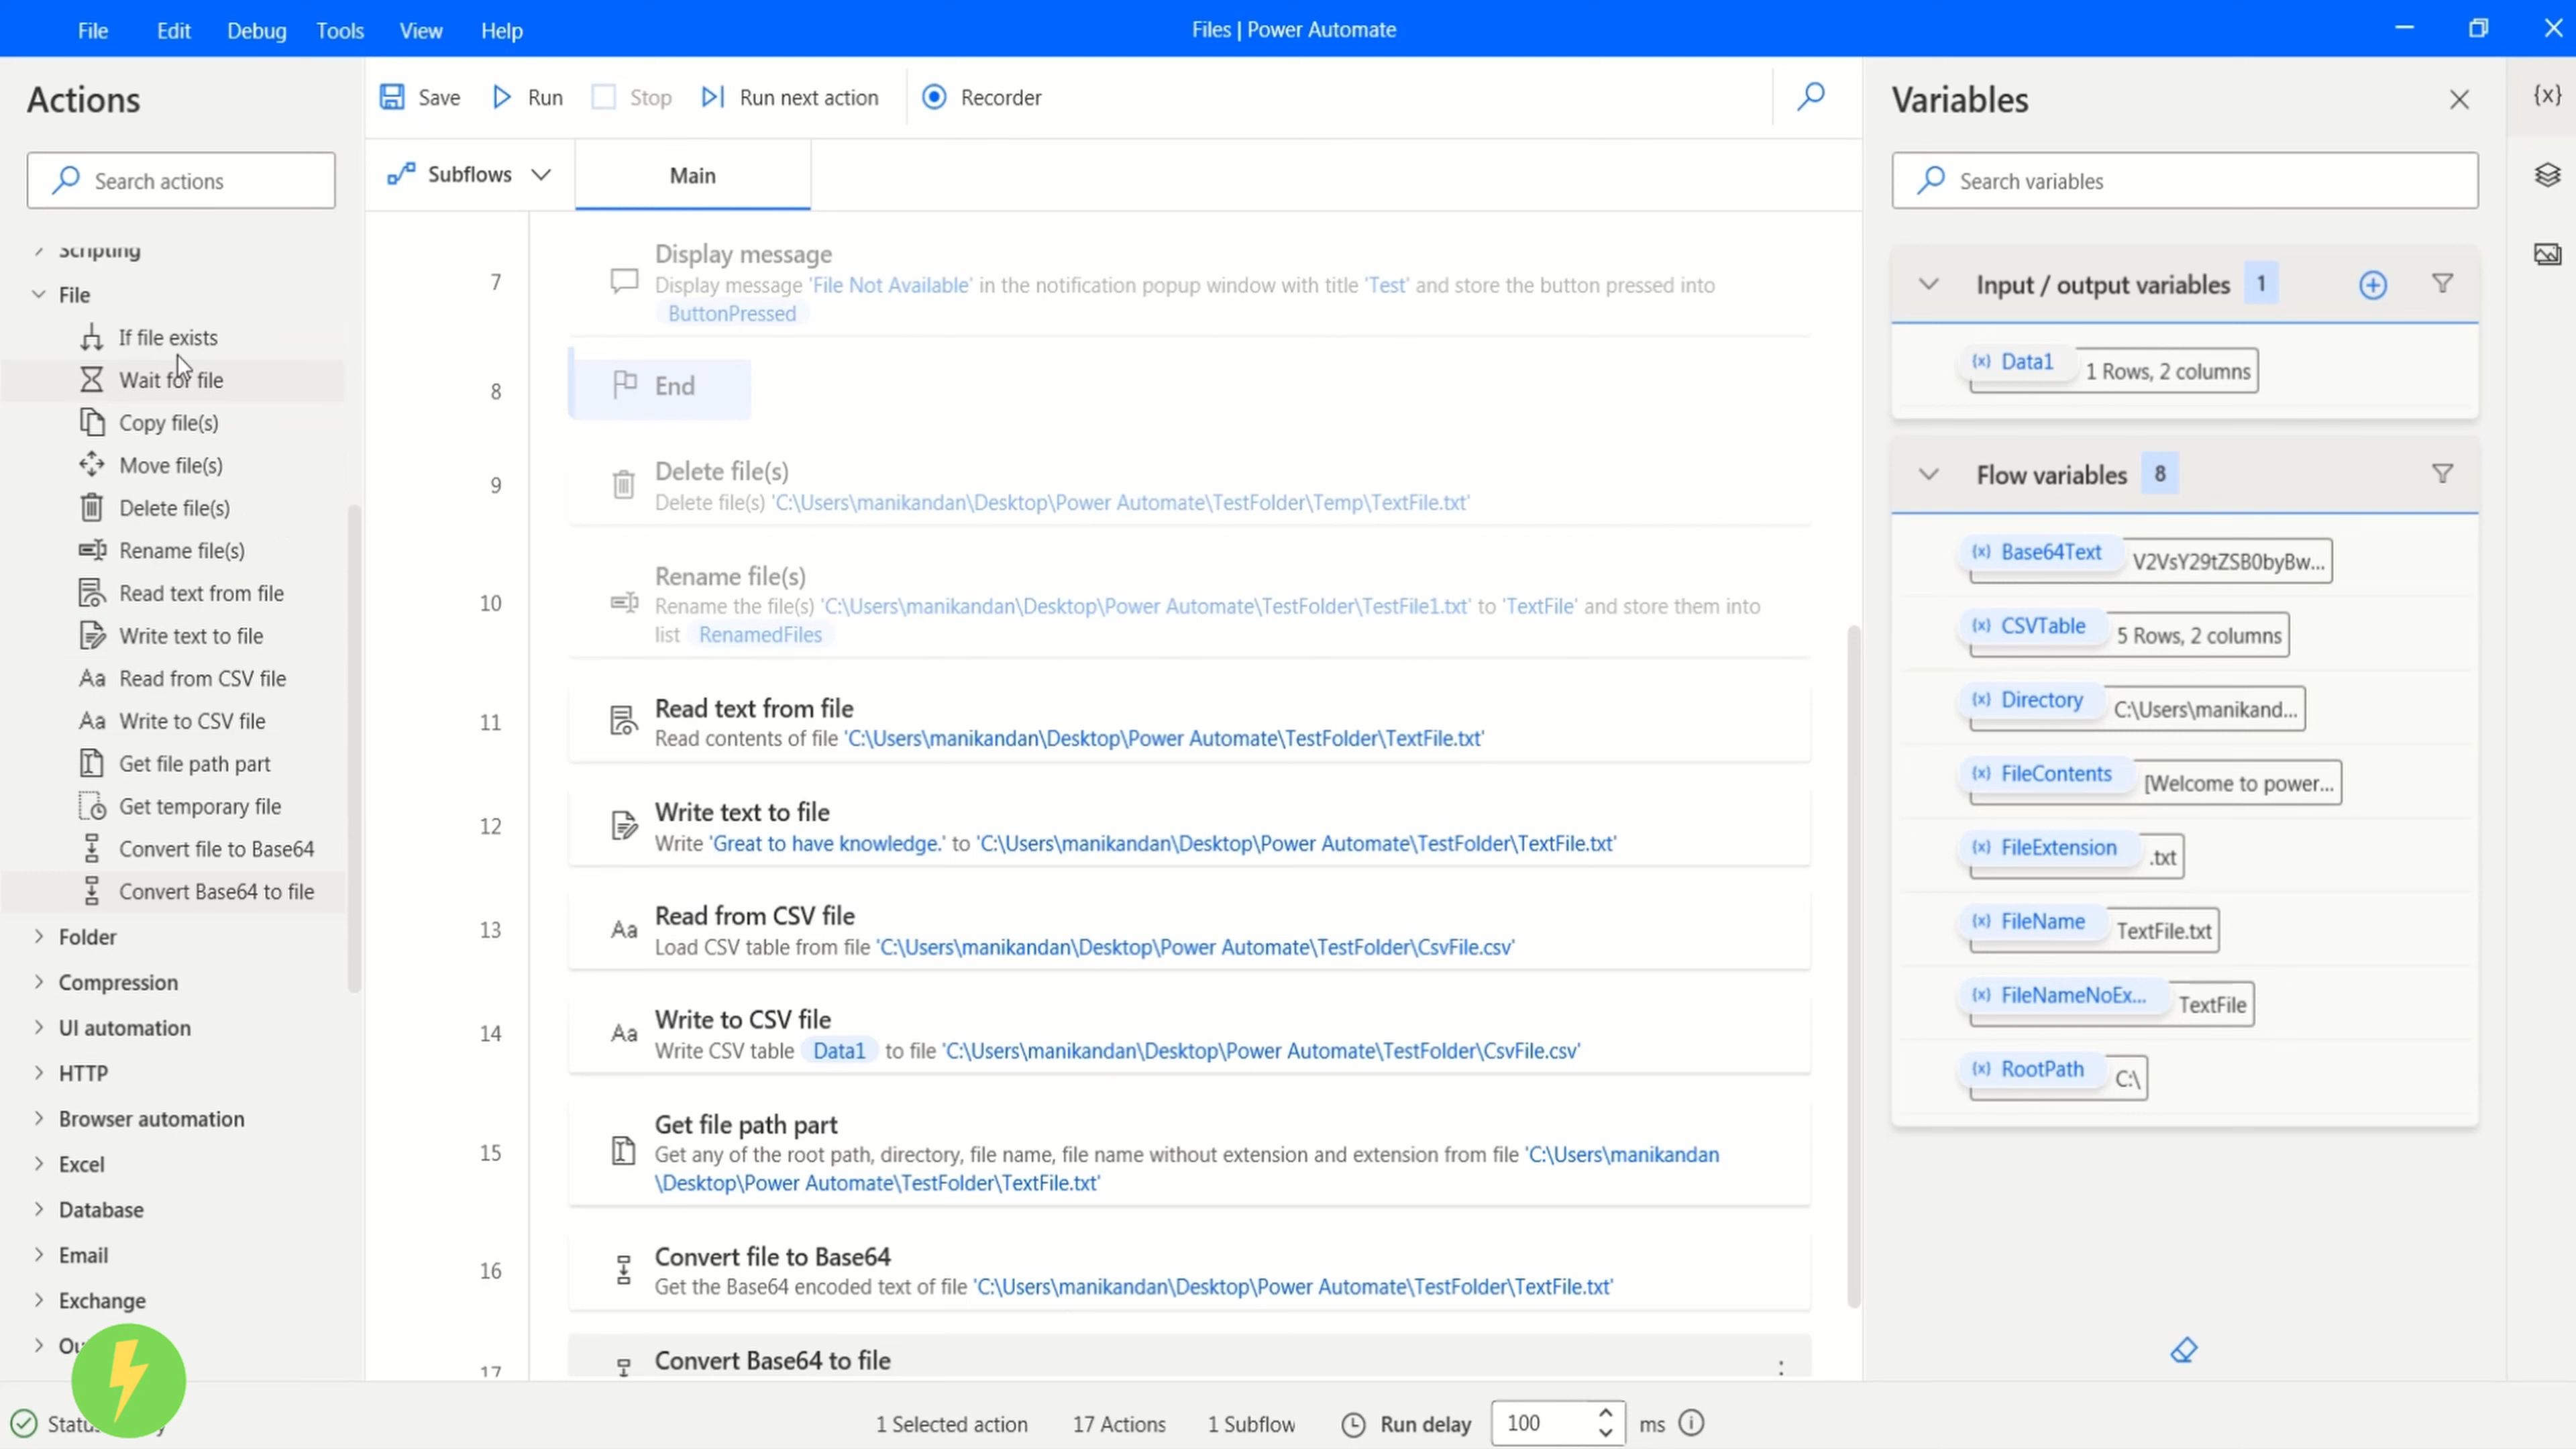 File Edit Debug Tools View Help
Files | Power Automate
Actions
Search actions
Scripting
File
If file exists
Wait for file
Copy file(s)
Move file(s)
Delete file(s)
Rename file(s)
Read text from file
Write text to file
Read from CSV file
Write to CSV file
Get file path part
Get temporary file
Convert file to Base64
Convert Base64 to file
Folder
Compression
UI automation
HTTP
Browser automation
Excel
Database
Email
Exchange
Save Run Stop Run next action Recorder
Subflows Main
7 Display message
Display message 'File Not Available' in the notification popup window with title 'Test' and store the button pressed into
ButtonPressed
8 End
9 Delete file(s)
Delete file(s) 'C:\Users\manikandan\Desktop\Power Automate\TestFolder\Temp\TextFile.txt'
10 Rename file(s)
Rename the file(s) 'C:\Users\manikandan\Desktop\Power Automate\TestFolder\TestFile1.txt' to 'TextFile' and store them into
list RenamedFiles
11 Read text from file
Read contents of file 'C:\Users\manikandan\Desktop\Power Automate\TestFolder\TextFile.txt'
12 Write text to file
Write 'Great to have knowledge.' to 'C:\Users\manikandan\Desktop\Power Automate\TestFolder\TextFile.txt'
13 Read from CSV file
Aa Load CSV table from file 'C:\Users\manikandan\Desktop\Power Automate\TestFolder\CsvFile.csv'
14 Write to CSV file
Aa Write CSV table Data1 to file 'C:\Users\manikandan\Desktop\Power Automate\TestFolder\CsvFile.csv'
15 Get file path part
Get any of the root path, directory, file name, file name without extension and extension from file 'C:\Users\manikandan
\Desktop\Power Automate\TestFolder\TextFile.txt'
16 Convert file to Base64
Get the Base64 encoded text of file 'C:\Users\manikandan\Desktop\Power Automate\TestFolder\TextFile.txt'
17 Convert Base64 to file
Variables
{x}
Search variables
Input / output variables 1
(x) Data1 1 Rows, 2 columns
Flow variables 8
(x) Base64Text V2VsY29tZSB0byBw...
(x) CSVTable 5 Rows, 2 columns
(x) Directory C:\Users\manikand...
(x) FileContents [Welcome to power...
(x) FileExtension .txt
(x) FileName TextFile.txt
(x) FileNameNoEx... TextFile
(x) RootPath C:\
1 Selected action 17 Actions 1 Subflow Run delay 100 ms